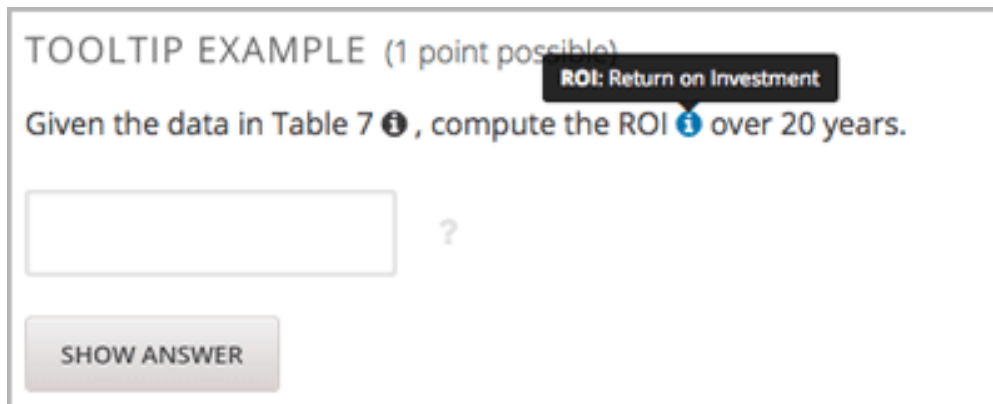 TOOLTIP EXAMPLE (1 point possible)
ROI: Return on Investment
Given the data in Table 7 , compute the ROI over 20 years.
?
SHOW ANSWER